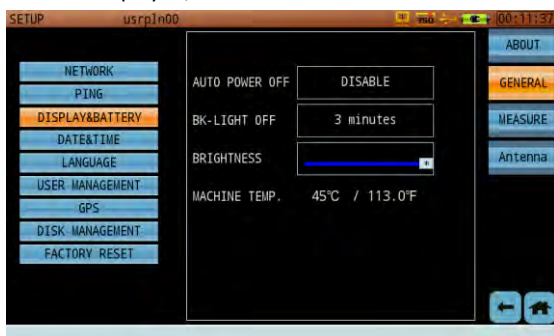 SETUP usrpln00 TSO 00:11:37
ABOUT
GENERAL
MEASURE
Antenna
NETWORK
PING
DISPLAY&BATTERY
DATE&TIME
LANGUAGE
USER MANAGEMENT
GPS
DISK MANAGEMENT
FACTORY RESET
AUTO POWER OFF DISABLE
BK-LIGHT OFF 3 minutes
BRIGHTNESS
MACHINE TEMP. 45℃ / 113.0℉